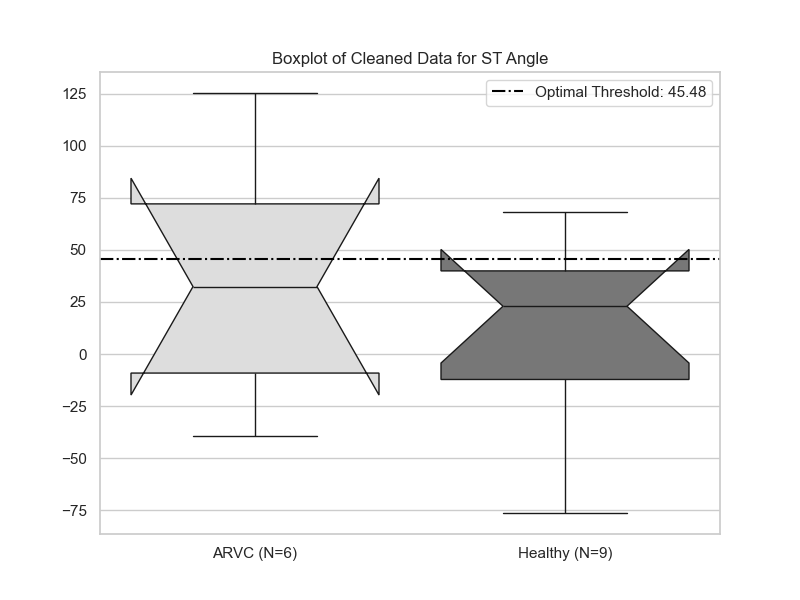 Boxplot of Cleaned Data for ST Angle
Optimal Threshold: 45.48
125
100
75
50
25
0
−25
−50
−75
ARVC (N=6)
Healthy (N=9)